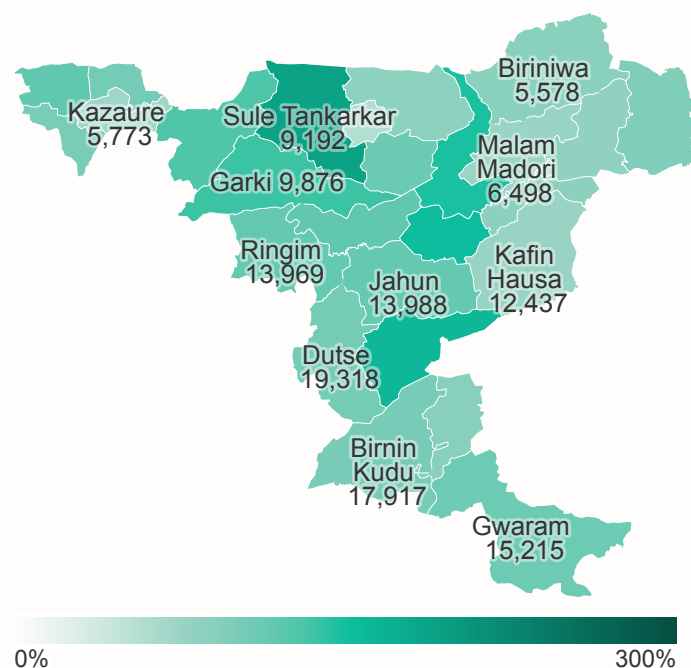 Biriniwa
5,578
Kazaure
5,773
Sule Tankarkar
9,192
Malam
Madori
6,498
Garki 9,876
Ringim
13,969
Jahun
13,988
Kafin
Hausa
12,437
Dutse
19,318
Birnin
Kudu
17,917
Gwaram
15,215
0%
300%